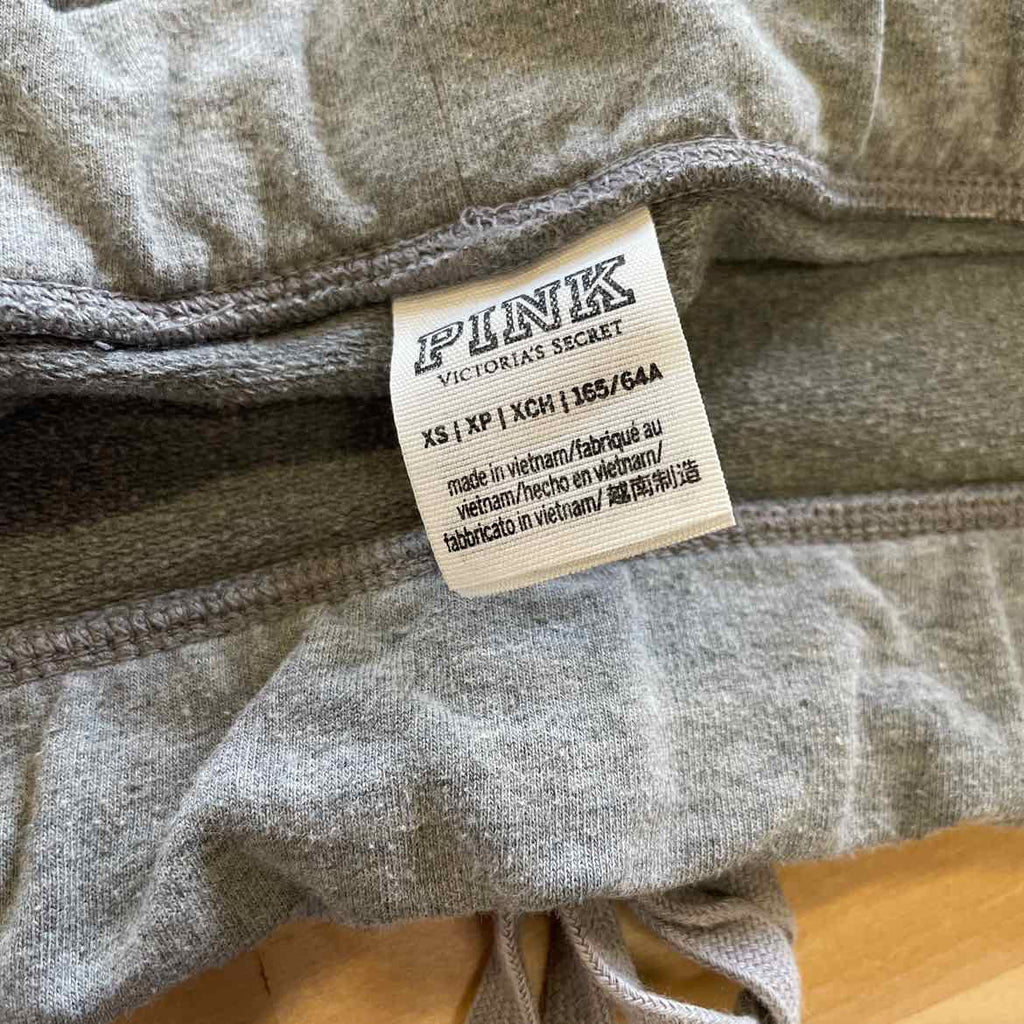 PINK
VICTORIA'S SECRET
XS | XP | XCH | 165/64A
made in vietnam/fabriqué au
vietnam/hecho en vietnam/
fabbricato in vietnam/ 越南制造